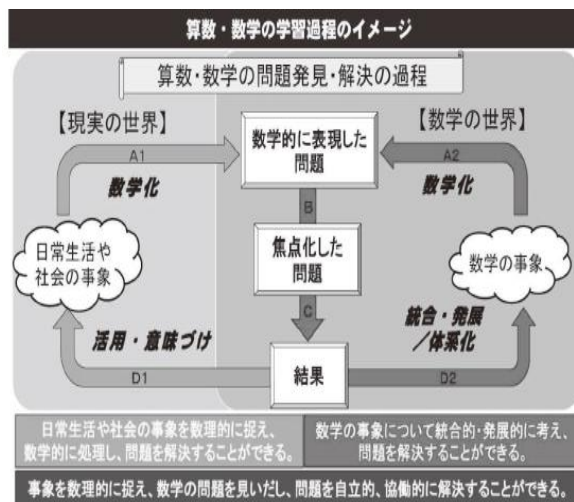 算数・数学の学習過程のイメージ
算数・数学の問題発見・解決の過程
【現実の世界】
【数学の世界】
数学的に表現した
問題
A1
A2
数学化
数学化
B
日常生活や
社会の事象
焦点化した
問題
数学の事象
C
活用・意味づけ
統合・発展
/体系化
結果
D1
D2
日常生活や社会の事象を数理的に捉え、
数学的に処理し、問題を解決することができる。
数学の事象について統合的・発展的に考え、
問題を解決することができる。
事象を数理的に捉え、数学の問題を見いだし、問題を自立的、協働的に解決することができる。